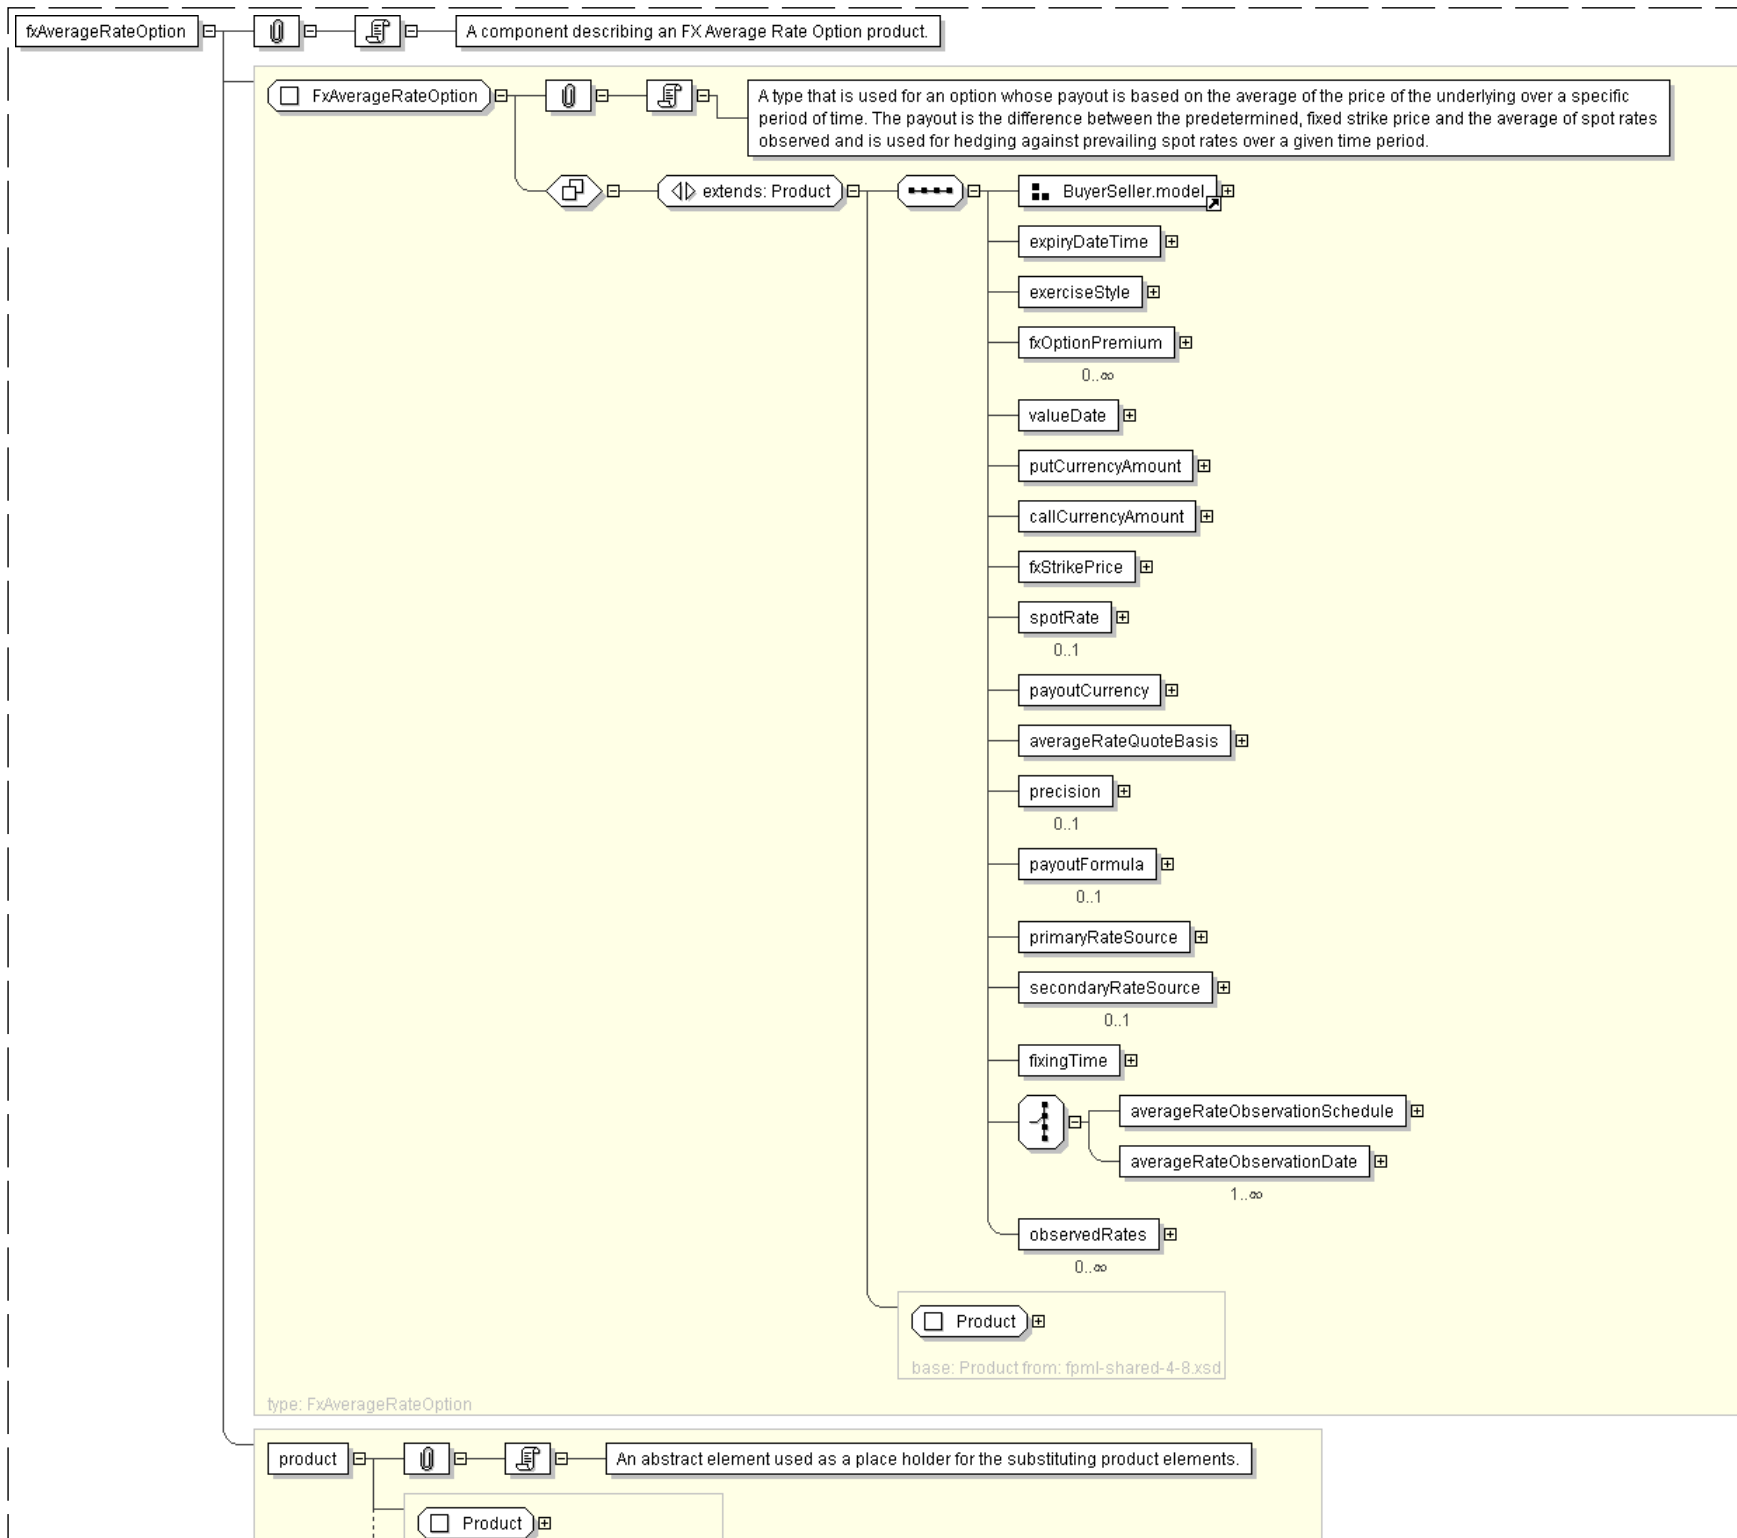 fxAverageRateOption
A component describing an FX Average Rate Option product.
FxAverageRateOption
A type that is used for an option whose payout is based on the average of the price of the underlying over a specific
period of time. The payout is the difference between the predetermined, fixed strike price and the average of spot rates
observed and is used for hedging against prevailing spot rates over a given time period.
extends: Product
BuyerSeller.model
expiryDateTime
exerciseStyle
fxOptionPremium
0..∞
valueDate
putCurrencyAmount
callCurrencyAmount
fxStrikePrice
spotRate
0..1
payoutCurrency
averageRateQuoteBasis
precision
0..1
payoutFormula
0..1
primaryRateSource
secondaryRateSource
0..1
fixingTime
averageRateObservationSchedule
averageRateObservationDate
1..∞
observedRates
0..∞
Product
base: Product from: fpml-shared-4-8.xsd
type: FxAverageRateOption
product
An abstract element used as a place holder for the substituting product elements.
Product